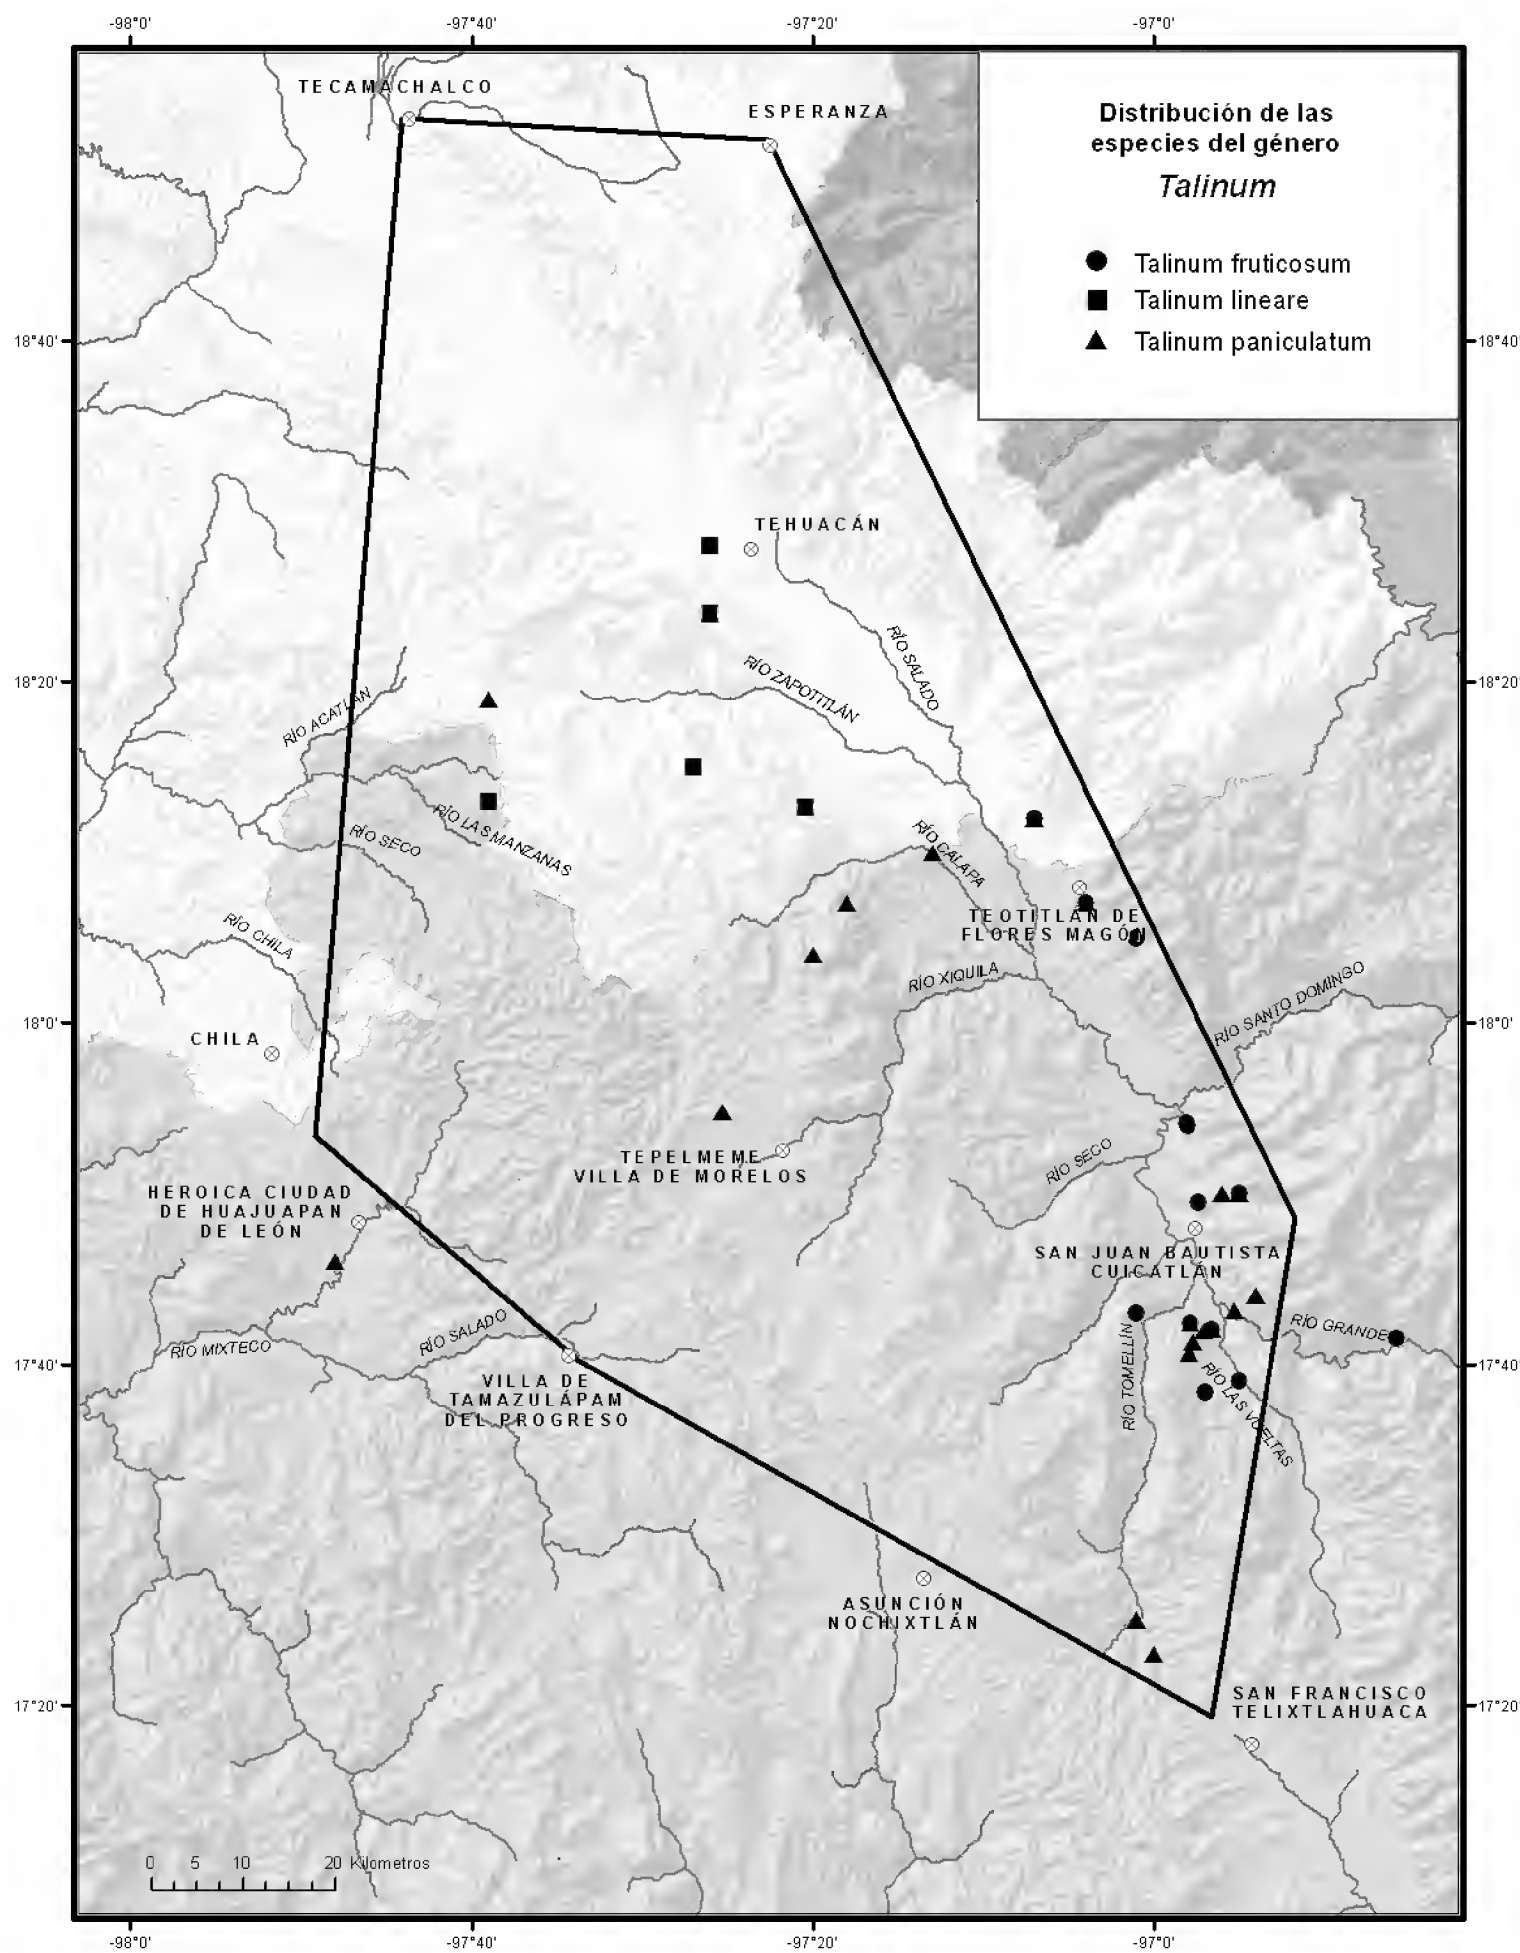 -98°0'
-97°40'
-97°20'
-97°0'
TECAMACHALCO
ESPERANZA
Distribución de las
especies del género
Talinum
Talinum fruticosum
Talinum lineare
Talinum paniculatum
18°40'
18°40'
TEHUACÁN
RÍO SALADO
RÍO ZAPOTITLÁN
18°20'
18°20'
RÍO ACATLÁN
RÍO LAS MANZANAS
RÍO SECO
RÍO CALAPA
TEOTITLÁN DE
FLORES MAGÓN
RÍO CHILA
RÍO XIQUILA
RÍO SANTO DOMINGO
18°0'
18°0'
CHILA
TEPELMEME
VILLA DE MORELOS
RÍO SECO
HEROICA CIUDAD
DE HUAJUAPAN
DE LEÓN
SAN JUAN BAUTISTA
CUICATLÁN
RÍO GRANDE
RÍO SALADO
RÍO MIXTECO
RÍO TOMELLÍN
RÍO LAS VUELTAS
17°40'
17°40'
VILLA DE
TAMAZULÁPAM
DEL PROGRESO
ASUNCIÓN
NOCHIXTLÁN
SAN FRANCISCO
TELIXTLAHUACA
17°20'
17°20'
0 5 10 20 Kilometros
-98°0'
-97°40'
-97°20'
-97°0'